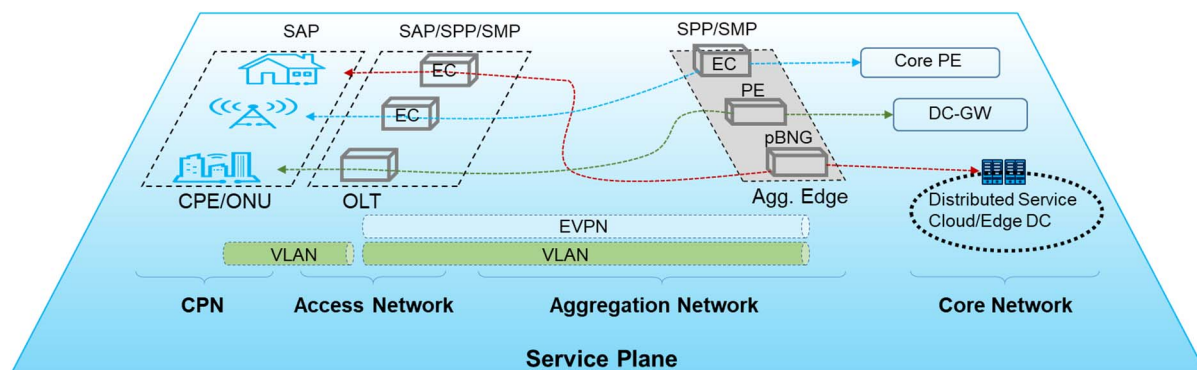 SAP
SAP/SPP/SMP
SPP/SMP
EC
EC
Core PE
PE
EC
DC-GW
pBNG
CPE/ONU
OLT
Agg. Edge
Distributed Service
Cloud/Edge DC
EVPN
VLAN
VLAN
CPN
Access Network
Aggregation Network
Core Network
Service Plane